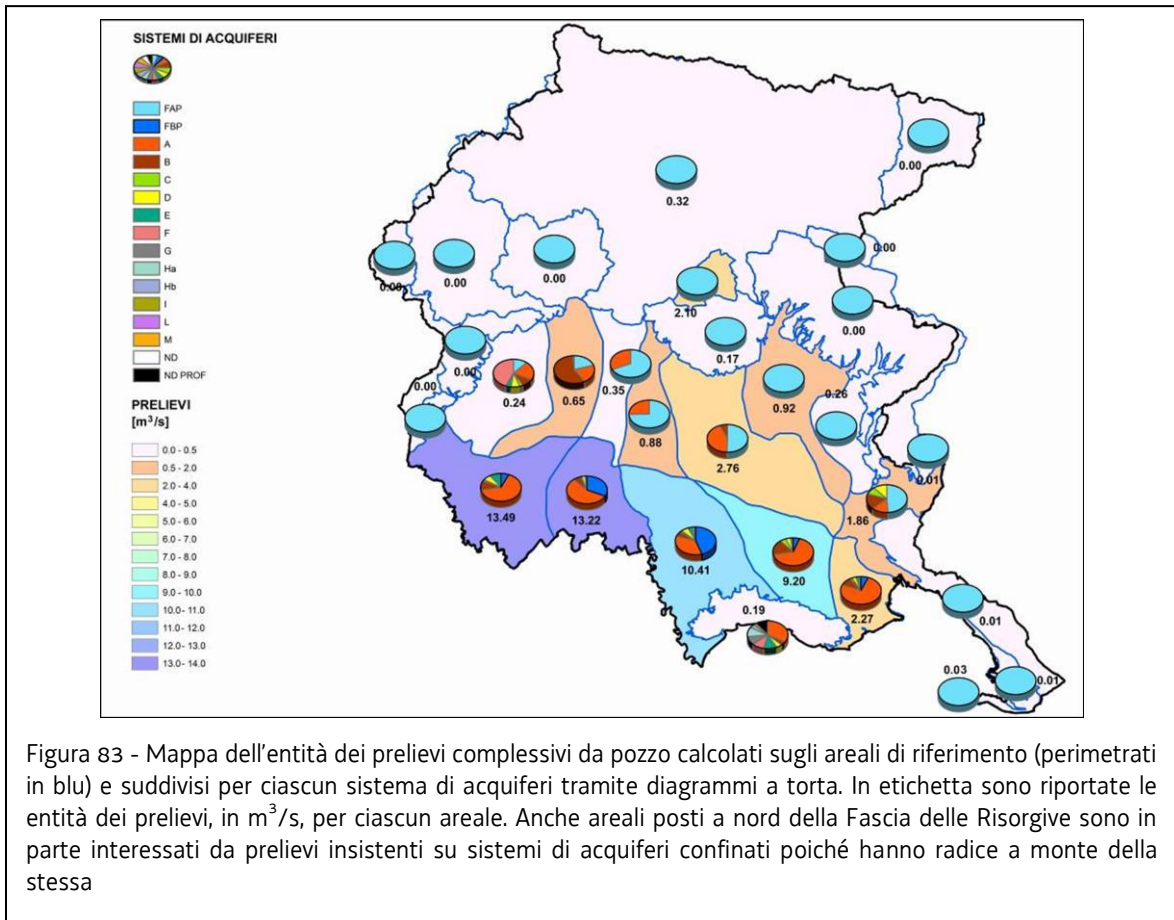 SISTEMI DI ACQUIFERI
FAP
FBP
A
B
C
D
E
F
G
Ha
Hb
I
L
M
ND
ND PROF
PRELIEVI
[m³/s]
0.0 - 0.5
0.5 - 2.0
2.0 - 4.0
4.0 - 5.0
5.0 - 6.0
6.0 - 7.0
7.0 - 8.0
8.0 - 9.0
9.0 - 10.0
10.0 - 11.0
11.0 - 12.0
12.0 - 13.0
13.0 - 14.0
0.00
0.32
0.00
0.00
0.00
0.00
0.00
2.10
0.17
0.00
0.00
0.24
0.65
0.35
0.88
0.92
0.26
2.76
0.01
1.86
13.49
13.22
10.41
9.20
2.27
0.19
0.01
0.03
0.01
Figura 83 - Mappa dell'entità dei prelievi complessivi da pozzo calcolati sugli areali di riferimento (perimetrati
in blu) e suddivisi per ciascun sistema di acquiferi tramite diagrammi a torta. In etichetta sono riportate le
entità dei prelievi, in m³/s, per ciascun areale. Anche areali posti a nord della Fascia delle Risorgive sono in
parte interessati da prelievi insistenti su sistemi di acquiferi confinati poiché hanno radice a monte della
stessa